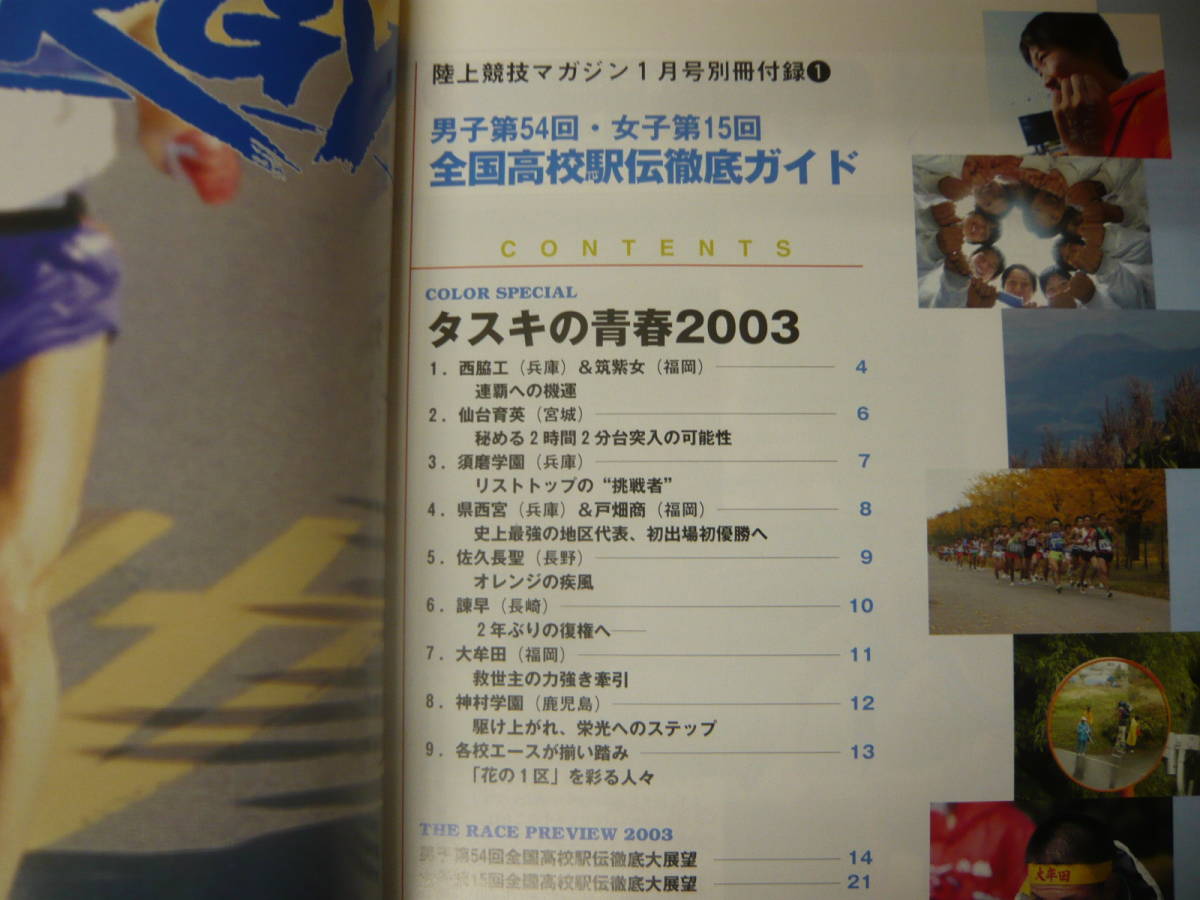 RG
陸上競技マガジン1月号別冊付録❶
男子第54回・女子第15回
全国高校駅伝徹底ガイド
CONTENTS
COLOR SPECIAL
タスキの青春2003
1. 西脇工（兵庫）＆筑紫女（福岡） 4
連覇への機運
2. 仙台育英（宮城） 6
秘める2時間2分台突入の可能性
3. 須磨学園（兵庫） 7
リストトップの“挑戦者”
4. 県西宮（兵庫）＆戸畑商（福岡） 8
史上最強の地区代表、初出場初優勝へ
5. 佐久長聖（長野） 9
オレンジの疾風
6. 諫早（長崎） 10
2年ぶりの復権へ――
7. 大牟田（福岡） 11
救世主の力強き牽引
8. 神村学園（鹿児島） 12
駆け上がれ、栄光へのステップ
9. 各校エースが揃い踏み 13
「花の1区」を彩る人々
THE RACE PREVIEW 2003
男子第54回全国高校駅伝徹底大展望 14
女子第15回全国高校駅伝徹底大展望 21
大牟田